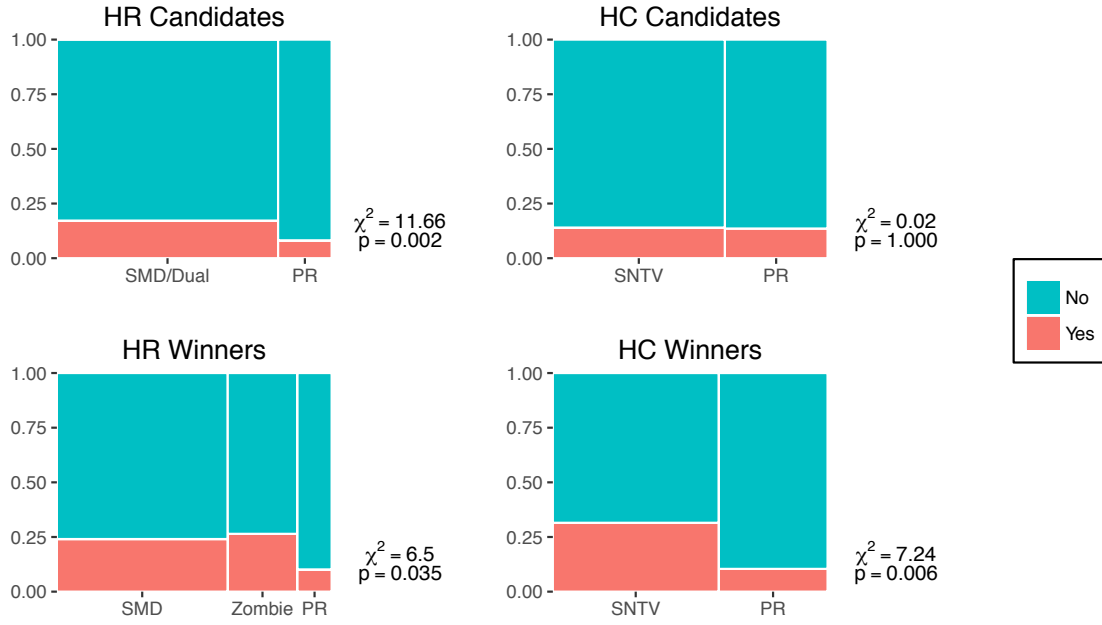 HR Candidates
1.00
0.75
0.50
0.25
0.00
SMD/Dual PR
χ² = 11.66
p = 0.002
HC Candidates
1.00
0.75
0.50
0.25
0.00
SNTV PR
χ² = 0.02
p = 1.000
No
Yes
HR Winners
1.00
0.75
0.50
0.25
0.00
SMD Zombie PR
χ² = 6.5
p = 0.035
HC Winners
1.00
0.75
0.50
0.25
0.00
SNTV PR
χ² = 7.24
p = 0.006